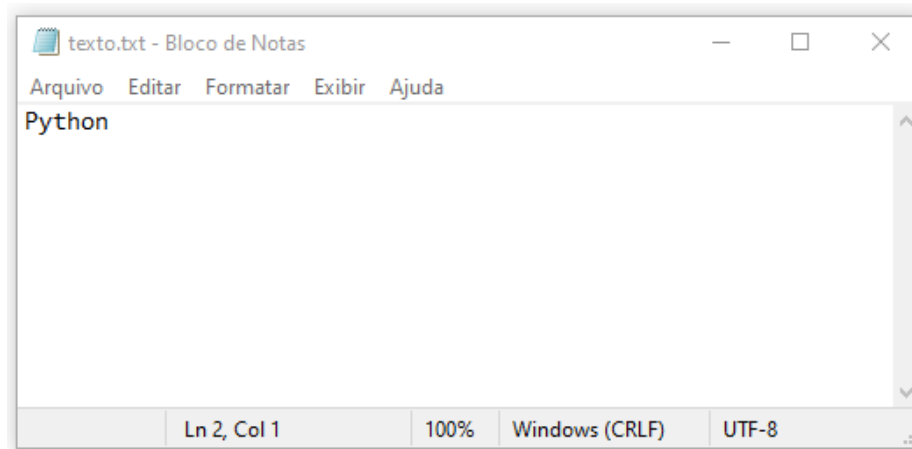 texto.txt - Bloco de Notas
Arquivo Editar Formatar Exibir Ajuda
Python
Ln 2, Col 1 100% Windows (CRLF) UTF-8